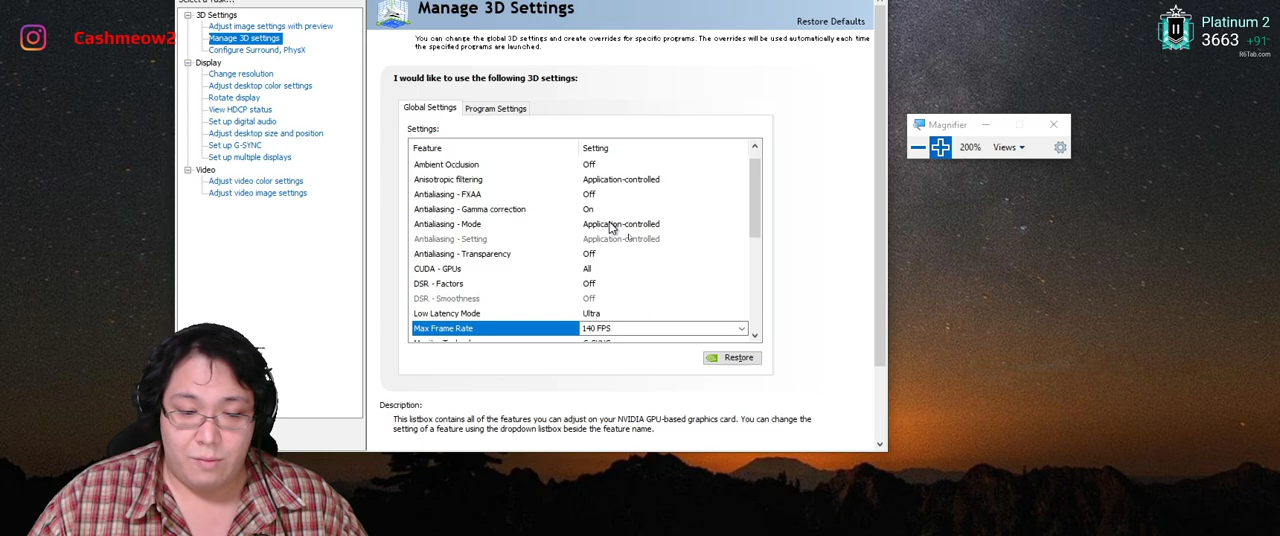 Select a Task...
3D Settings
Adjust image settings with preview
Manage 3D settings
Configure Surround, PhysX
Display
Change resolution
Adjust desktop color settings
Rotate display
View HDCP status
Set up digital audio
Adjust desktop size and position
Set up G-SYNC
Set up multiple displays
Video
Adjust video color settings
Adjust video image settings
Cashmeow2
Manage 3D Settings
Restore Defaults
You can change the global 3D settings and create overrides for specific programs. The overrides will be used automatically each time
the specified programs are launched.
I would like to use the following 3D settings:
Global Settings Program Settings
Settings:
Feature Setting
Ambient Occlusion Off
Anisotropic filtering Application-controlled
Antialiasing - FXAA Off
Antialiasing - Gamma correction On
Antialiasing - Mode Application-controlled
Antialiasing - Setting Application-controlled
Antialiasing - Transparency Off
CUDA - GPUs All
DSR - Factors Off
DSR - Smoothness Off
Low Latency Mode Ultra
Max Frame Rate 140 FPS
Restore
Description:
This listbox contains all of the features you can adjust on your NVIDIA GPU-based graphics card. You can change the
setting of a feature using the dropdown listbox beside the feature name.
Magnifier
200% Views
II
Platinum 2
3663 +91
R6Tab.com